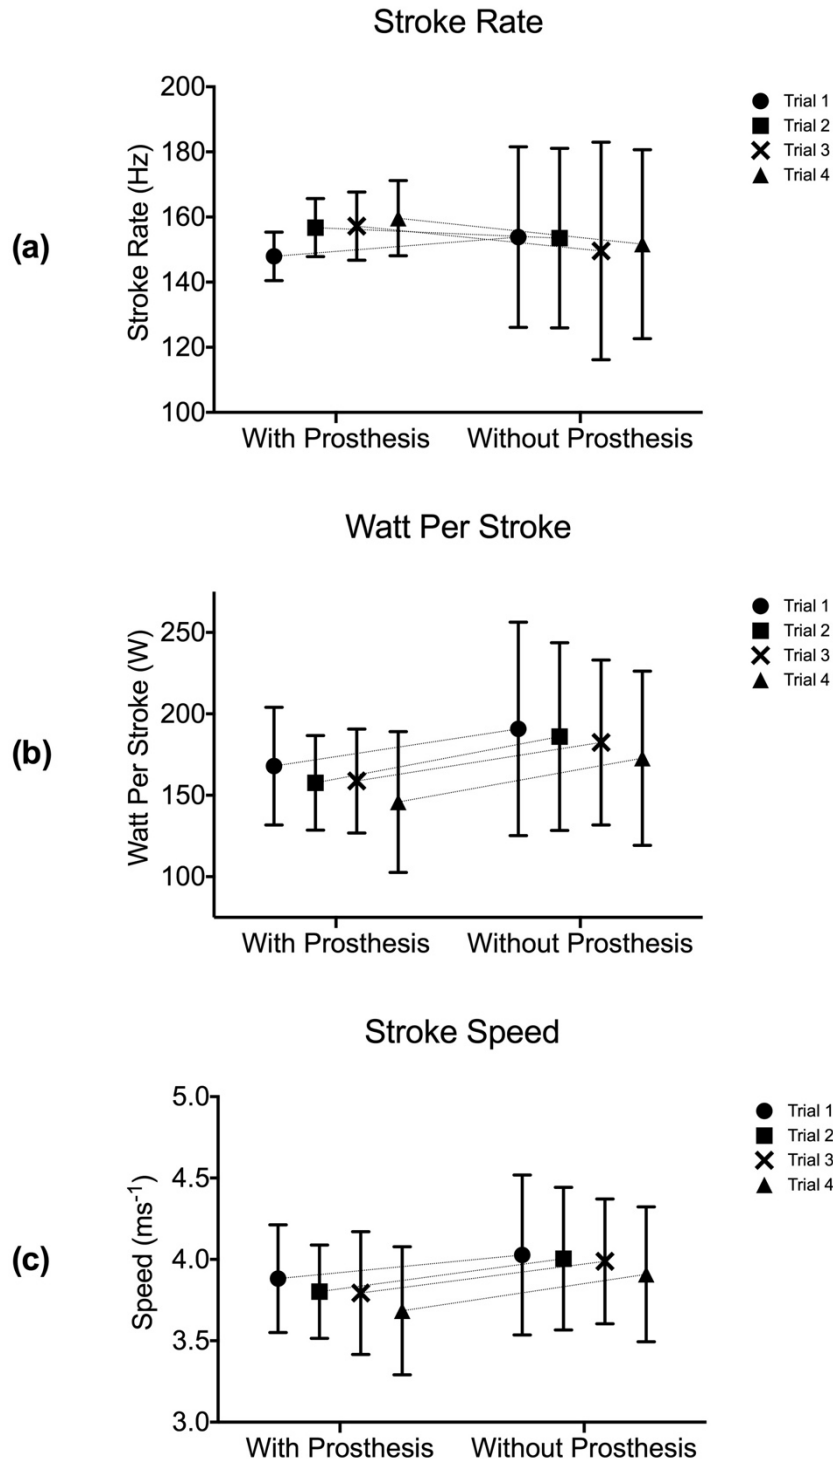 Stroke Rate
(a)
Stroke Rate (Hz)
200
180
160
140
120
100
With Prosthesis
Without Prosthesis
Trial 1
Trial 2
Trial 3
Trial 4
Watt Per Stroke
(b)
Watt Per Stroke (W)
250
200
150
100
With Prosthesis
Without Prosthesis
Trial 1
Trial 2
Trial 3
Trial 4
Stroke Speed
(c)
Speed (ms⁻¹)
5.0
4.5
4.0
3.5
3.0
With Prosthesis
Without Prosthesis
Trial 1
Trial 2
Trial 3
Trial 4